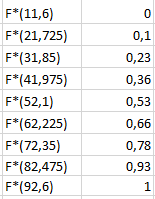 F*(11,6) 0
F*(21,725) 0,1
F*(31,85) 0,23
F*(41,975) 0,36
F*(52,1) 0,53
F*(62,225) 0,66
F*(72,35) 0,78
F*(82,475) 0,93
F*(92,6) 1